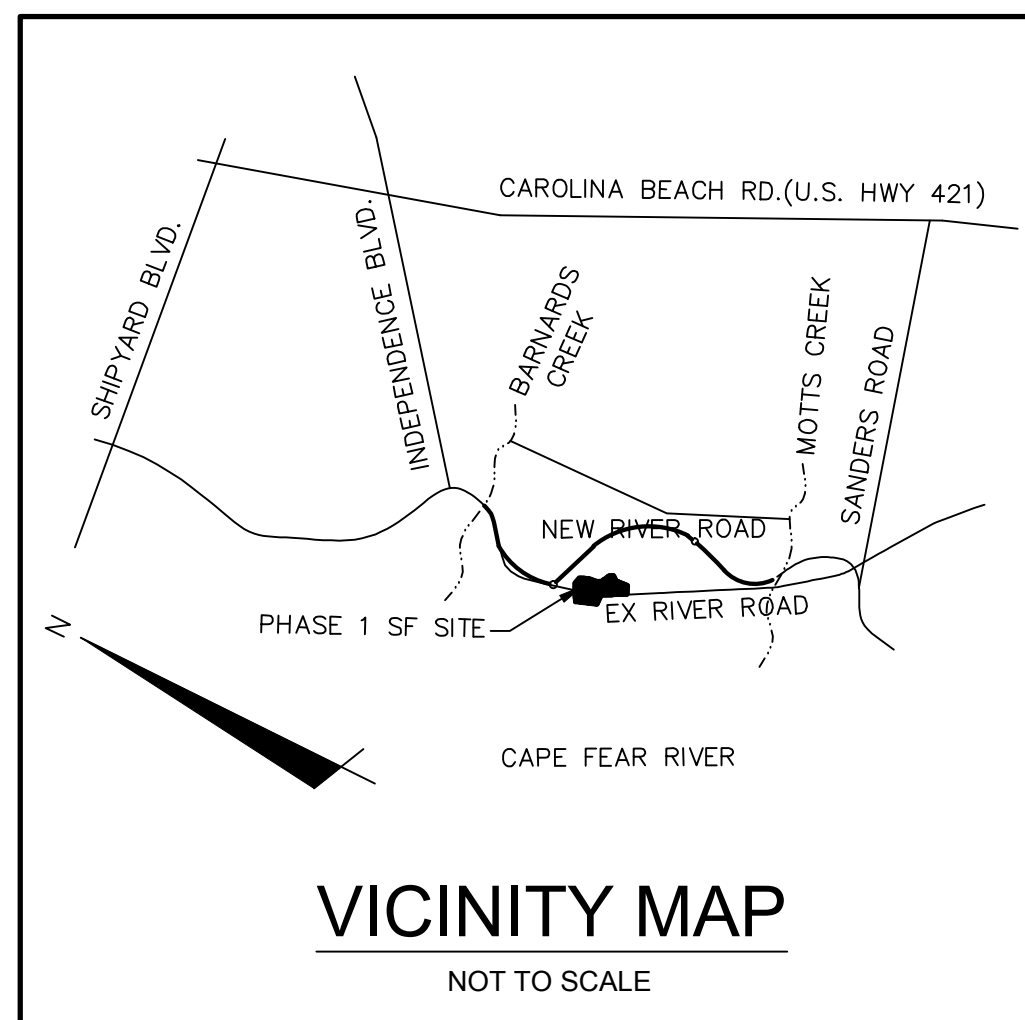 CAROLINA BEACH RD.(U.S. HWY 421)
SHIPYARD BLVD.
INDEPENDENCE BLVD.
BARNARDS
CREEK
MOTTS CREEK
SANDERS ROAD
NEW RIVER ROAD
EX RIVER ROAD
PHASE 1 SF SITE
N
CAPE FEAR RIVER
VICINITY MAP
NOT TO SCALE